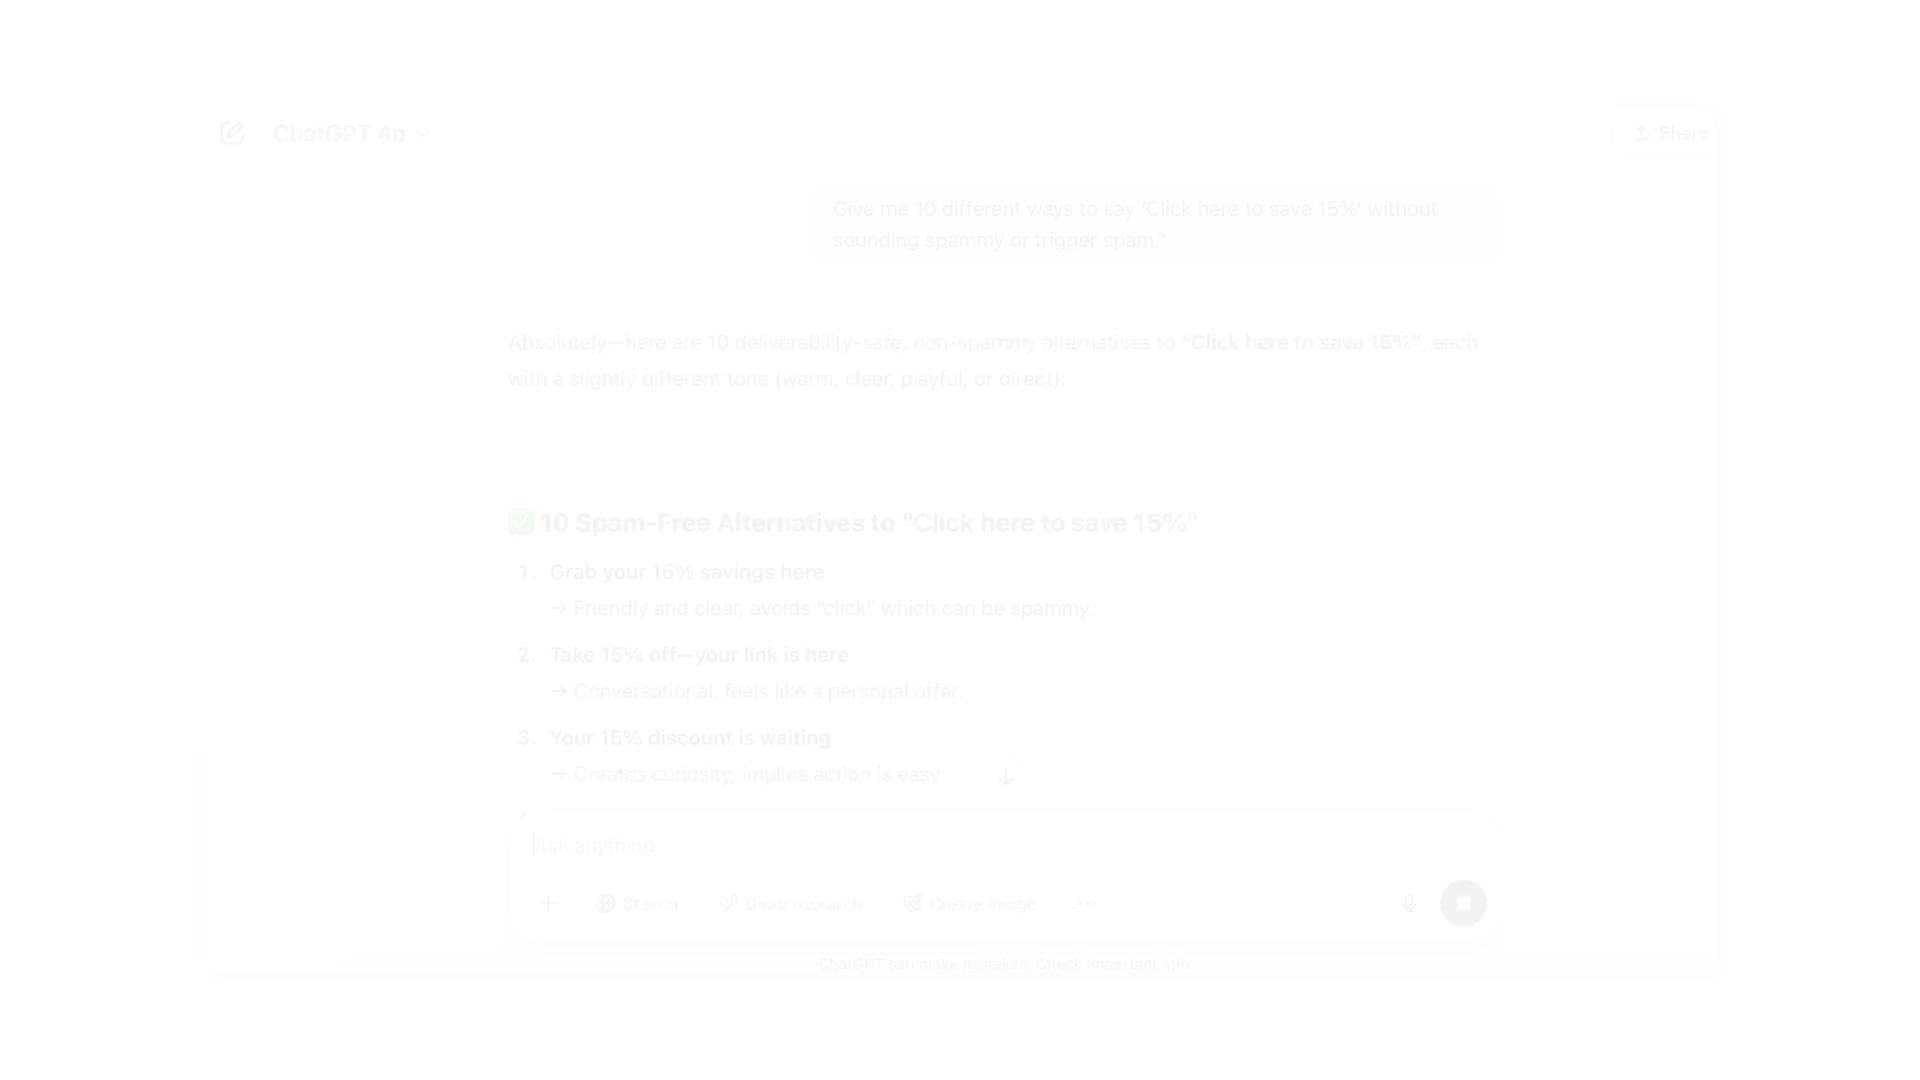 ChatGPT 4o
Share
Give me 10 different ways to say ‘Click here to save 15%’ without
sounding spammy or trigger spam.”
Absolutely—here are 10 deliverability-safe, non-spammy alternatives to “Click here to save 15%”, each
with a slightly different tone (warm, clear, playful, or direct):
✅ 10 Spam-Free Alternatives to “Click here to save 15%”
1. Grab your 15% savings here
→ Friendly and clear, avoids “click” which can be spammy.
2. Take 15% off—your link is here
→ Conversational, feels like a personal offer.
3. Your 15% discount is waiting
→ Creates curiosity, implies action is easy.
Ask anything
Search
Deep research
Create image
ChatGPT can make mistakes. Check important info.